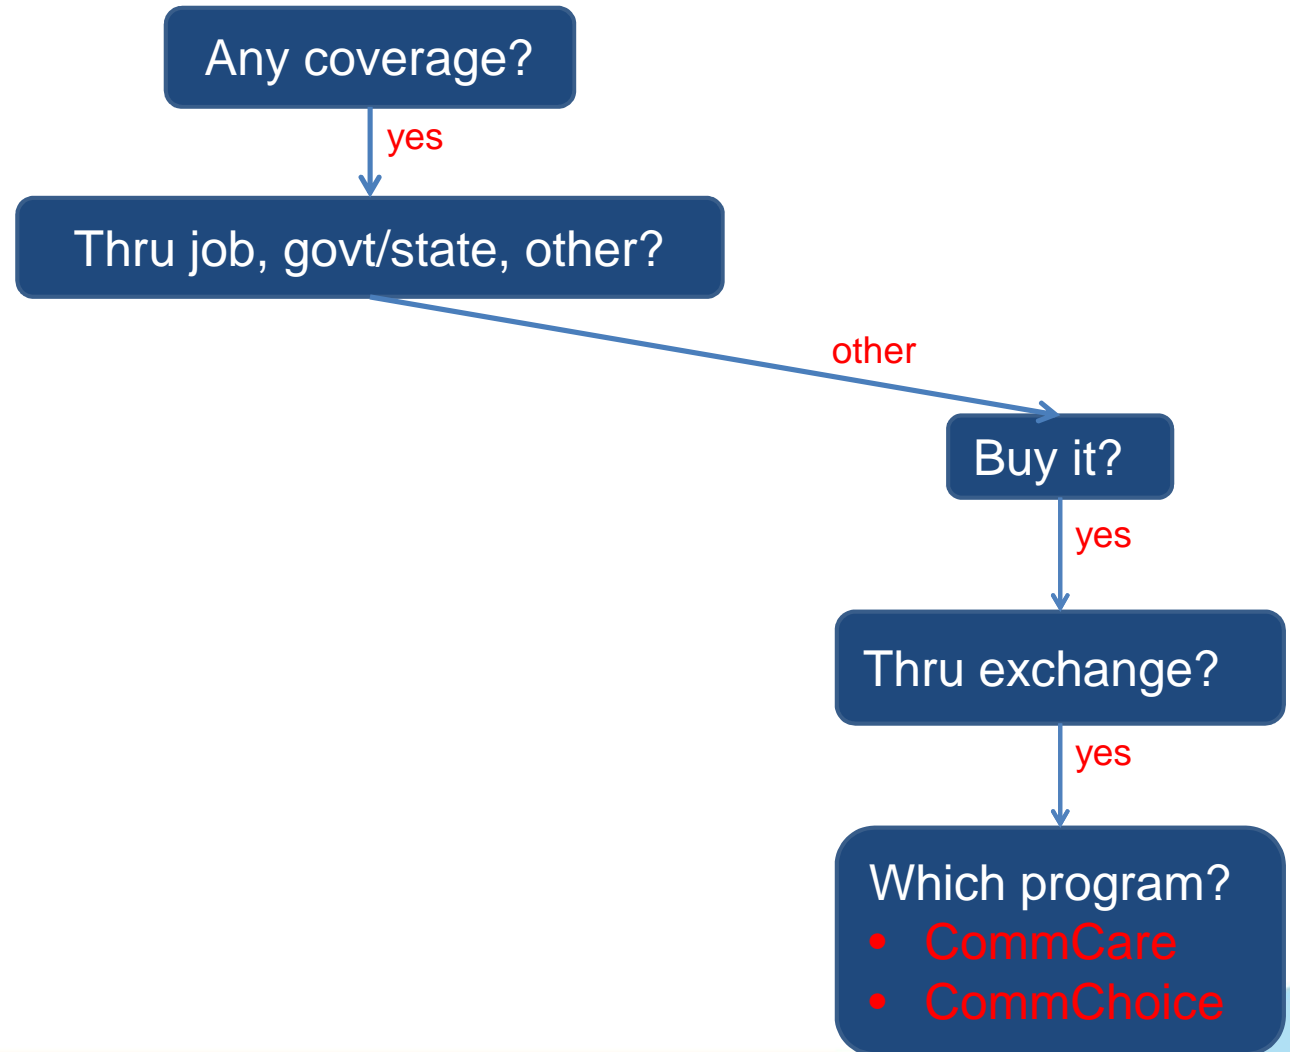 Any coverage?
yes
Thru job, govt/state, other?
other
Buy it?
yes
Thru exchange?
yes
Which program?
• CommCare
• CommChoice